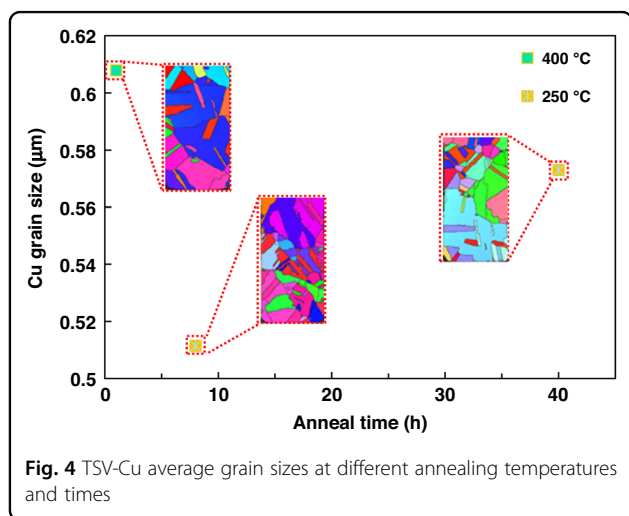 0.62
400 °C
250 °C
0.6
0.58
0.56
0.54
0.52
0.5
Cu grain size (μm)
0
10
20
30
40
Anneal time (h)
Fig. 4 TSV-Cu average grain sizes at different annealing temperatures
and times